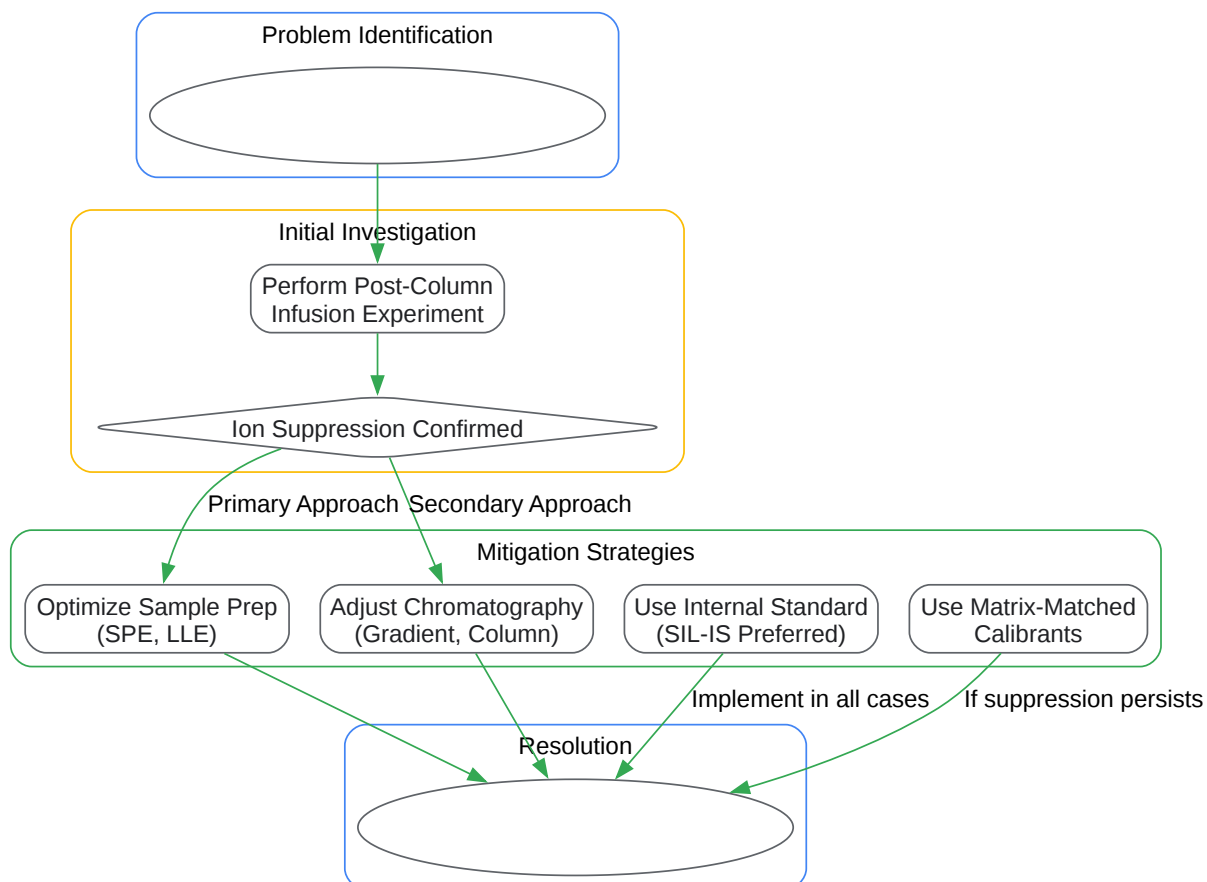 Problem Identification
Initial Investigation
Perform Post-Column
Infusion Experiment
Ion Suppression Confirmed
Primary Approach
Secondary Approach
Mitigation Strategies
Optimize Sample Prep
(SPE, LLE)
Adjust Chromatography
(Gradient, Column)
Use Internal Standard
(SIL-IS Preferred)
Use Matrix-Matched
Calibrants
Implement in all cases
If suppression persists
Resolution